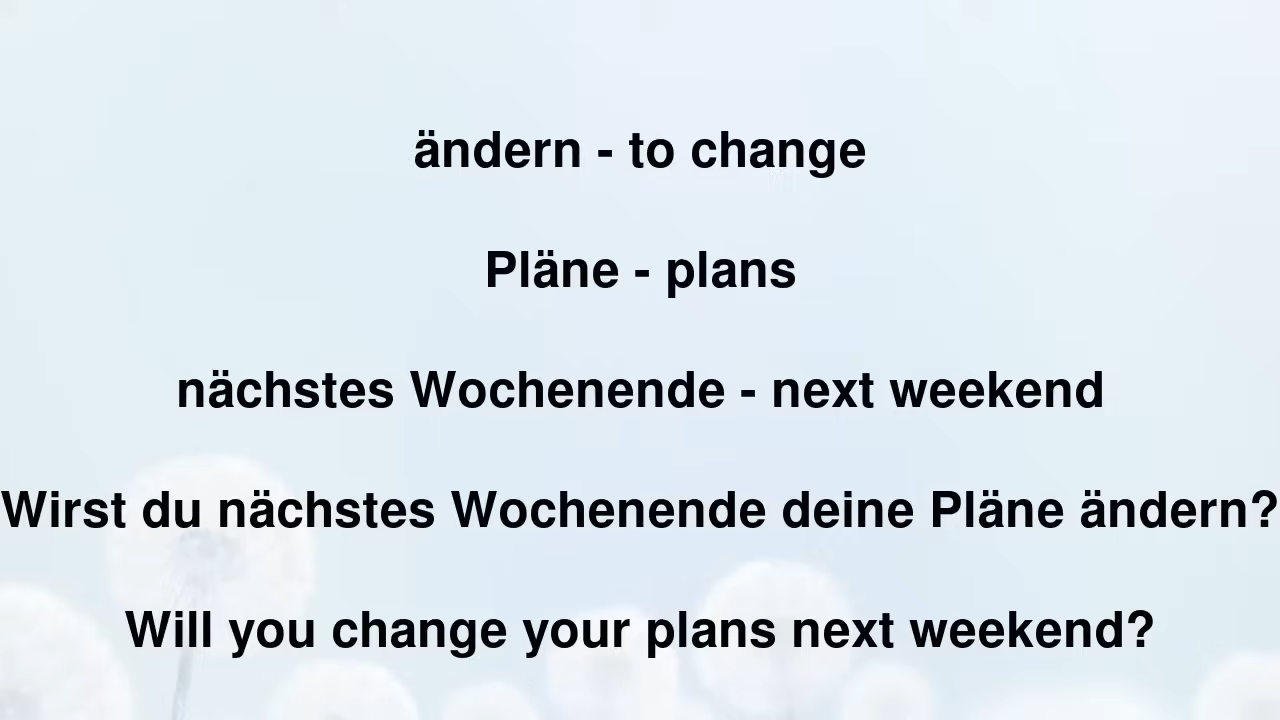 ändern - to change
Pläne - plans
nächstes Wochenende - next weekend
Wirst du nächstes Wochenende deine Pläne ändern?
Will you change your plans next weekend?